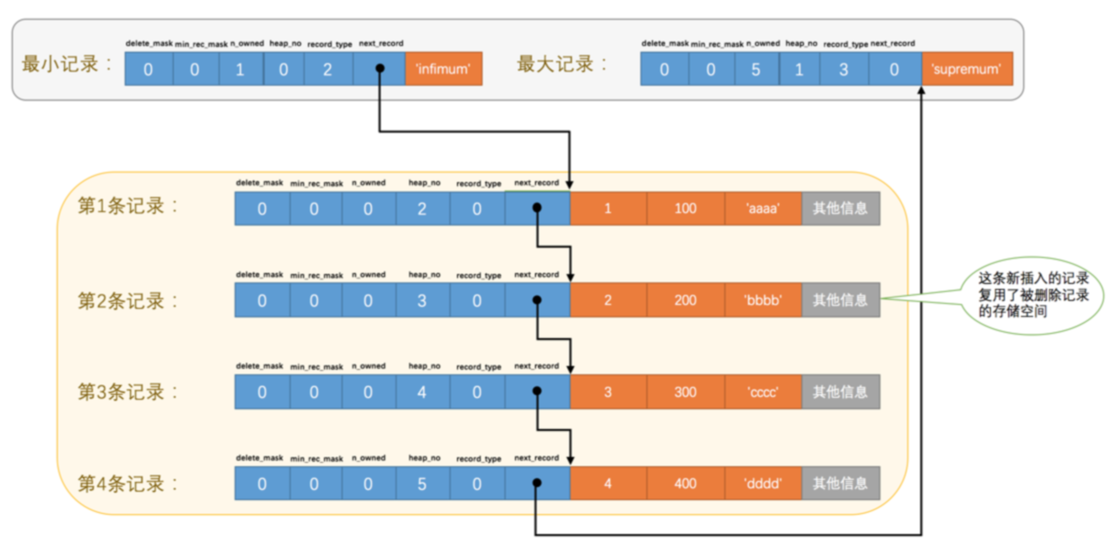 delete_mask min_rec_mask n_owned heap_no record_type next_record
最小记录： 0 0 1 0 2 'infimum'
delete_mask min_rec_mask n_owned heap_no record_type next_record
最大记录： 0 0 5 1 3 0 'supremum'
delete_mask min_rec_mask n_owned heap_no record_type next_record
第1条记录： 0 0 0 2 0 1 100 'aaaa' 其他信息
delete_mask min_rec_mask n_owned heap_no record_type next_record
第2条记录： 0 0 0 3 0 2 200 'bbbb' 其他信息
这条新插入的记录
复用了被删除记录
的存储空间
delete_mask min_rec_mask n_owned heap_no record_type next_record
第3条记录： 0 0 0 4 0 3 300 'cccc' 其他信息
delete_mask min_rec_mask n_owned heap_no record_type next_record
第4条记录： 0 0 0 5 0 4 400 'dddd' 其他信息